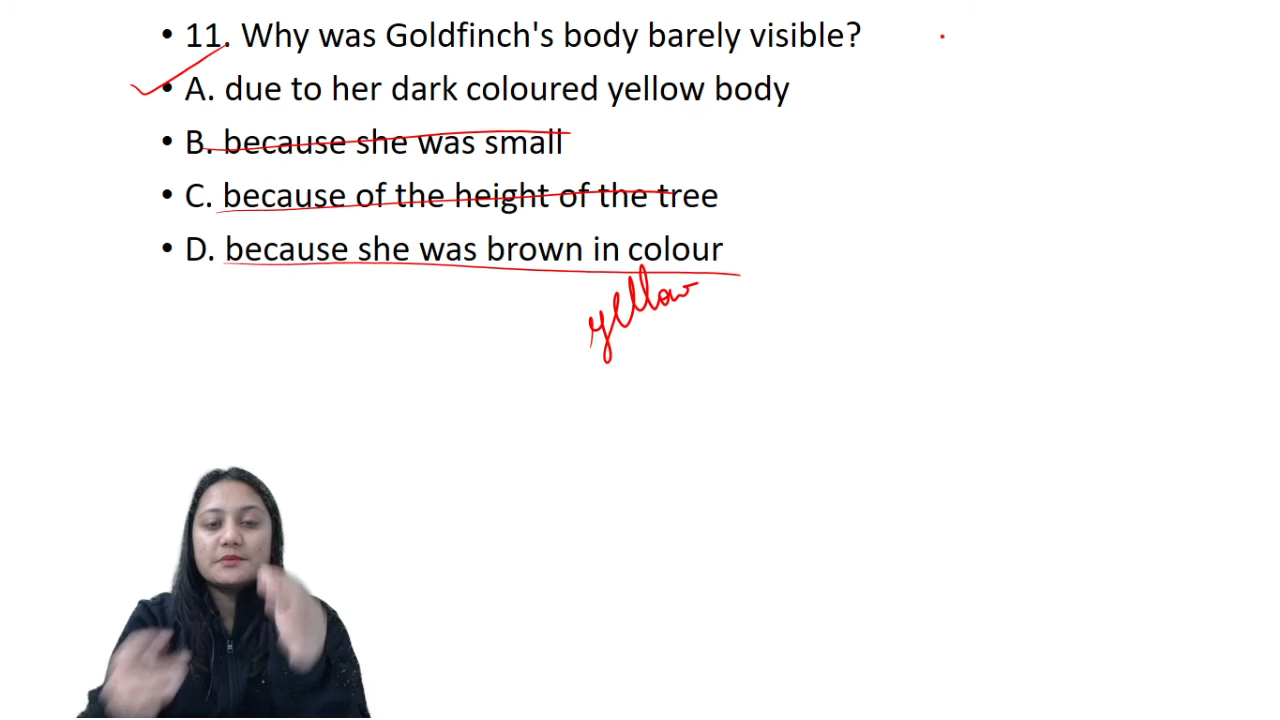 • 11. Why was Goldfinch's body barely visible?
• A. due to her dark coloured yellow body
• B. because she was small
• C. because of the height of the tree
• D. because she was brown in colour
yellow